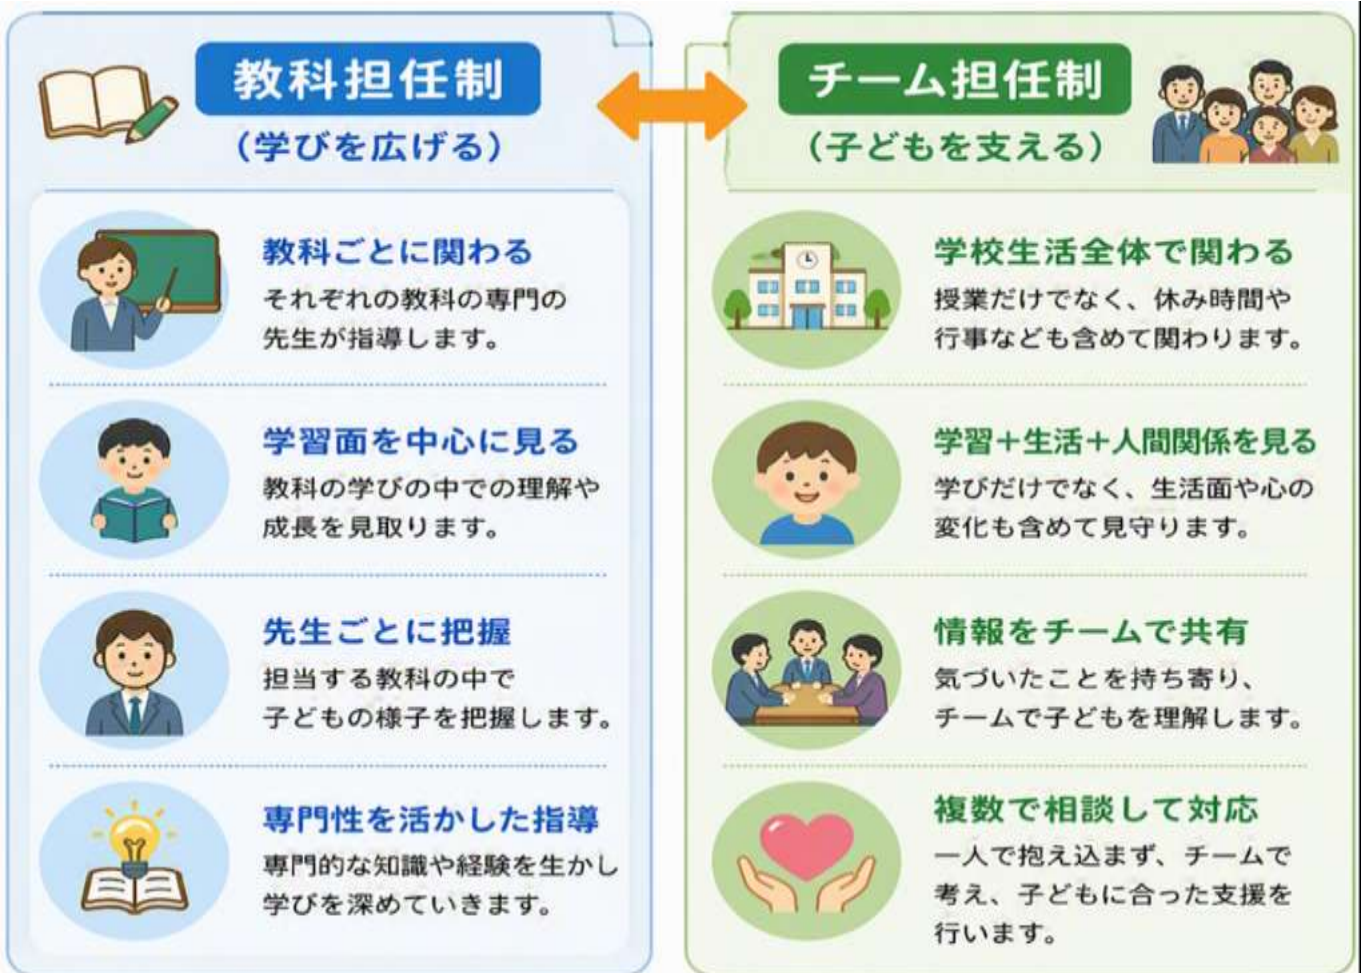 教科担任制
（学びを広げる）
教科ごとに関わる
それぞれの教科の専門の
先生が指導します。
学習面を中心に見る
教科の学びの中での理解や
成長を見取ります。
先生ごとに把握
担当する教科の中で
子どもの様子を把握します。
専門性を活かした指導
専門的な知識や経験を生かし
学びを深めていきます。
チーム担任制
（子どもを支える）
学校生活全体で関わる
授業だけでなく、休み時間や
行事なども含めて関わります。
学習＋生活＋人間関係を見る
学びだけでなく、生活面や心の
変化も含めて見守ります。
情報をチームで共有
気づいたことを持ち寄り、
チームで子どもを理解します。
複数で相談して対応
一人で抱え込まず、チームで
考え、子どもに合った支援を
行います。